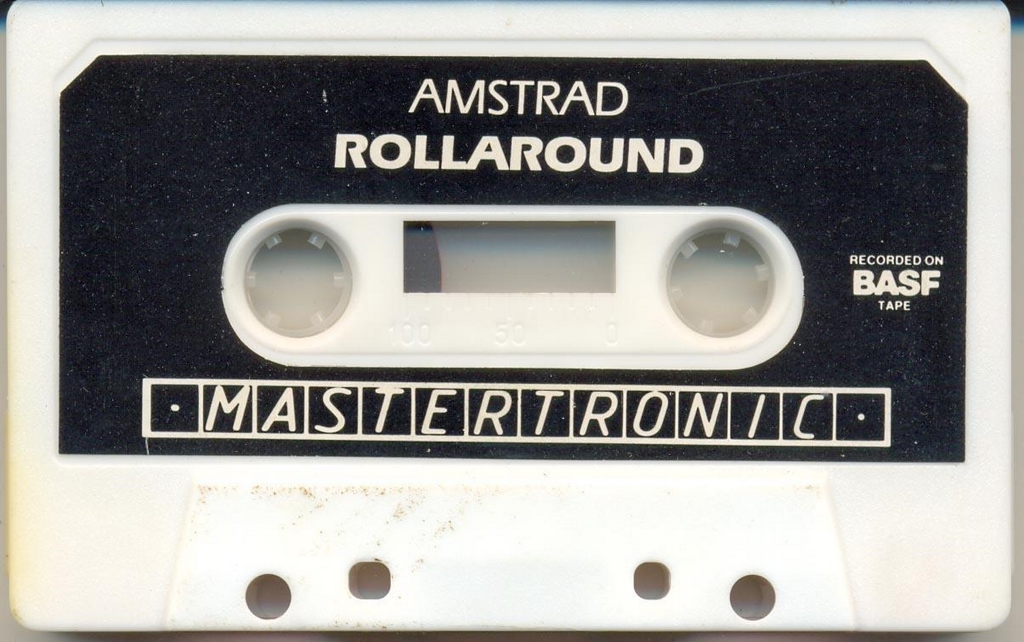 AMSTRAD
ROLLAROUND
RECORDED ON
BASF
TAPE
100 50 0
· MASTERTRONIC ·